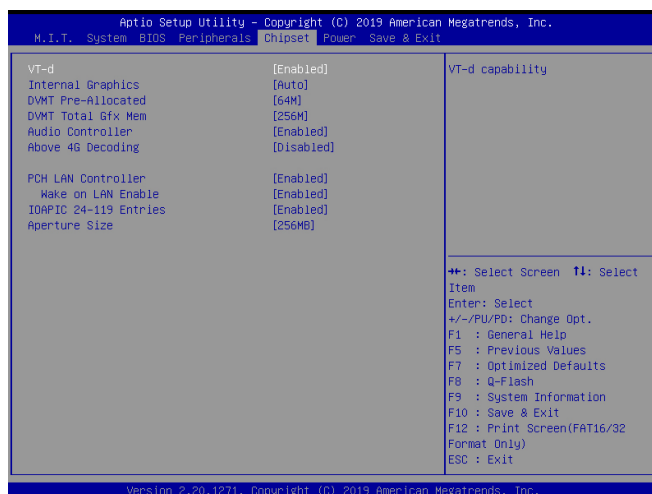 Aptio Setup Utility – Copyright (C) 2019 American Megatrends, Inc.
M.I.T. System BIOS Peripherals Chipset Power Save & Exit
VT-d [Enabled]
Internal Graphics [Auto]
DVMT Pre-Allocated [64M]
DVMT Total Gfx Mem [256M]
Audio Controller [Enabled]
Above 4G Decoding [Disabled]
PCH LAN Controller [Enabled]
Wake on LAN Enable [Enabled]
IOAPIC 24-119 Entries [Enabled]
Aperture Size [256MB]
VT-d capability
→←: Select Screen ↑↓: Select
Item
Enter: Select
+/-/PU/PD: Change Opt.
F1 : General Help
F5 : Previous Values
F7 : Optimized Defaults
F8 : Q-Flash
F9 : System Information
F10 : Save & Exit
F12 : Print Screen(FAT16/32
Format Only)
ESC : Exit
Version 2.20.1271. Copyright (C) 2019 American Megatrends, Inc.